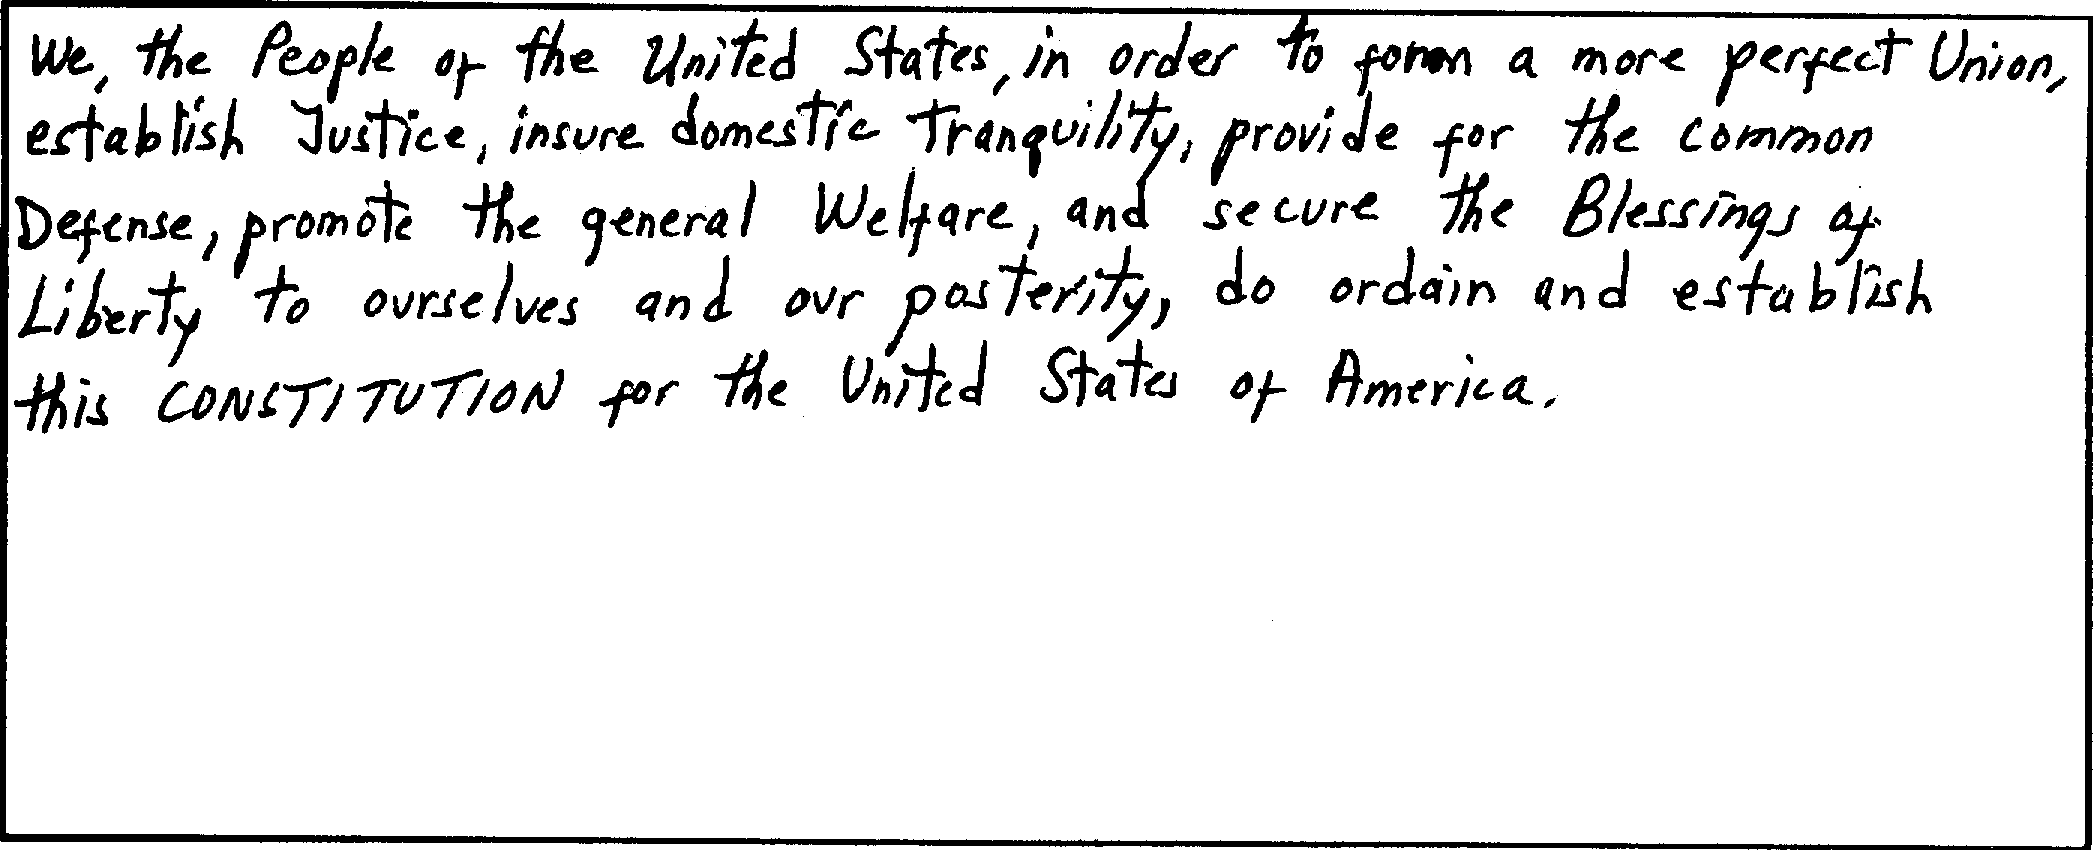 We, the People of the United States, in order to form a more perfect Union,
establish Justice, insure domestic Tranquility, provide for the common
Defense, promote the general Welfare, and secure the Blessings of
Liberty to ourselves and our posterity, do ordain and establish
this CONSTITUTION for the United States of America.